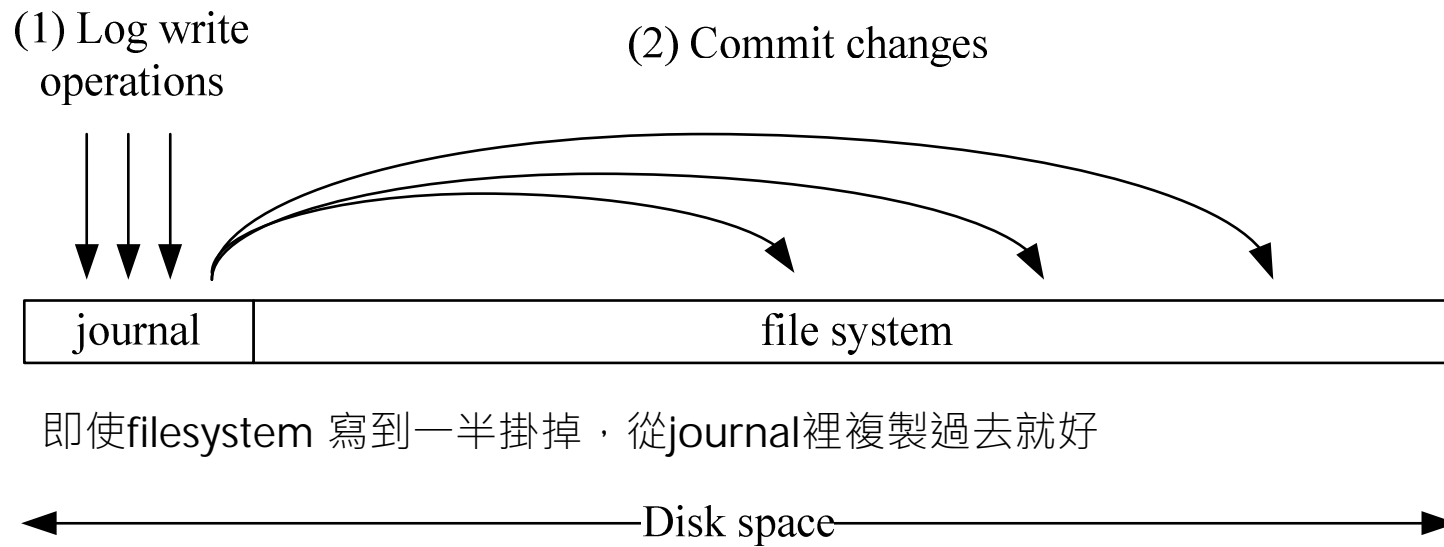 (1) Log write
operations
(2) Commit changes
journal
file system
即使filesystem 寫到一半掛掉，從journal裡複製過去就好
Disk space